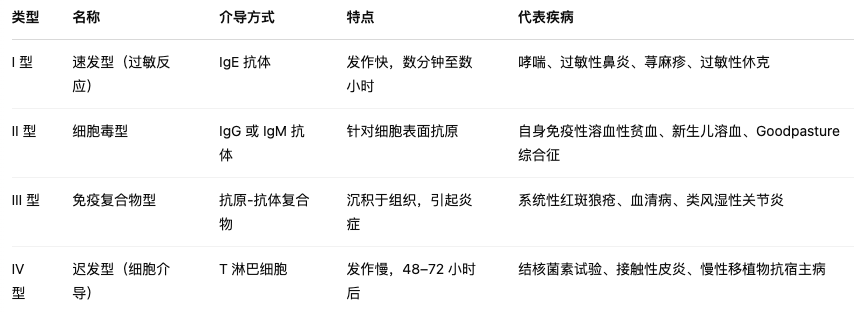 类型 名称 介导方式 特点 代表疾病
I 型 速发型（过敏反应） IgE 抗体 发作快，数分钟至数小时 哮喘、过敏性鼻炎、荨麻疹、过敏性休克
II 型 细胞毒型 IgG 或 IgM 抗体 针对细胞表面抗原 自身免疫性溶血性贫血、新生儿溶血、Goodpasture 综合征
III 型 免疫复合物型 抗原-抗体复合物 沉积于组织，引起炎症 系统性红斑狼疮、血清病、类风湿性关节炎
IV 型 迟发型（细胞介导） T 淋巴细胞 发作慢，48–72 小时后 结核菌素试验、接触性皮炎、慢性移植物抗宿主病